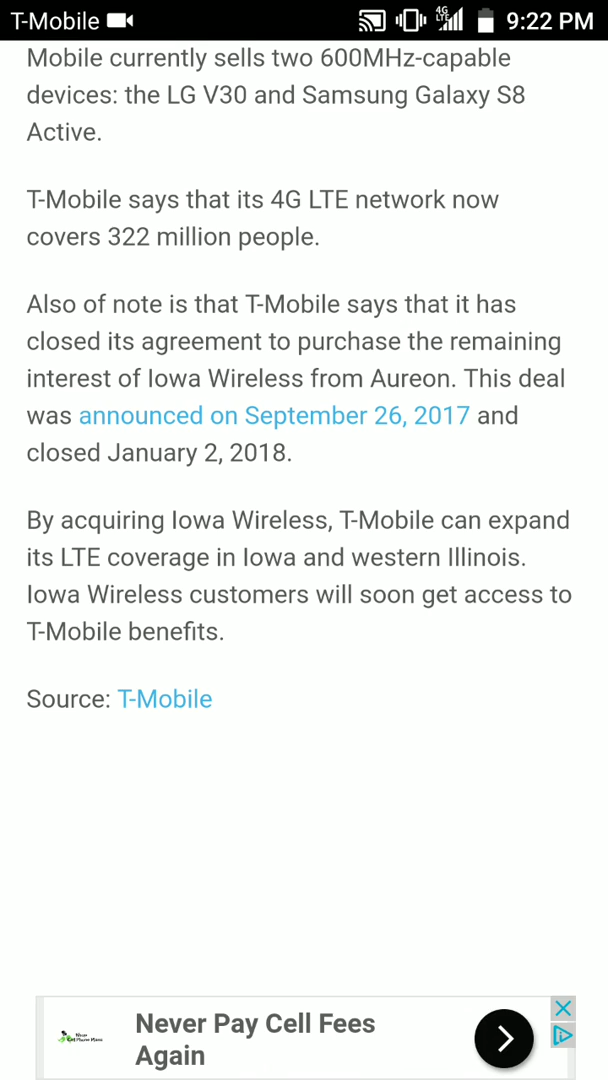 T-Mobile 4G LTE 9:22 PM
Mobile currently sells two 600MHz-capable
devices: the LG V30 and Samsung Galaxy S8
Active.
T-Mobile says that its 4G LTE network now
covers 322 million people.
Also of note is that T-Mobile says that it has
closed its agreement to purchase the remaining
interest of Iowa Wireless from Aureon. This deal
was announced on September 26, 2017 and
closed January 2, 2018.
By acquiring Iowa Wireless, T-Mobile can expand
its LTE coverage in Iowa and western Illinois.
Iowa Wireless customers will soon get access to
T-Mobile benefits.
Source: T-Mobile
Never Pay Cell Fees
Again